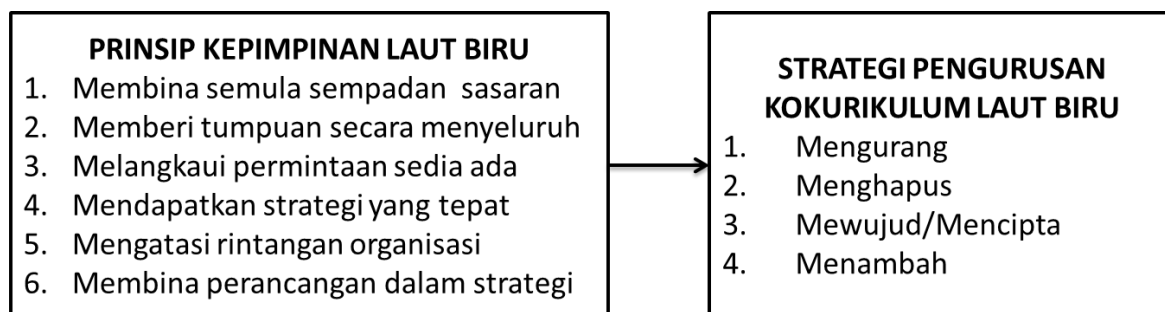 PRINSIP KEPIMPINAN LAUT BIRU
1. Membina semula sempadan sasaran
2. Memberi tumpuan secara menyeluruh
3. Melangkaui permintaan sedia ada
4. Mendapatkan strategi yang tepat
5. Mengatasi rintangan organisasi
6. Membina perancangan dalam strategi
STRATEGI PENGURUSAN
KOKURIKULUM LAUT BIRU
1. Mengurang
2. Menghapus
3. Mewujud/Mencipta
4. Menambah